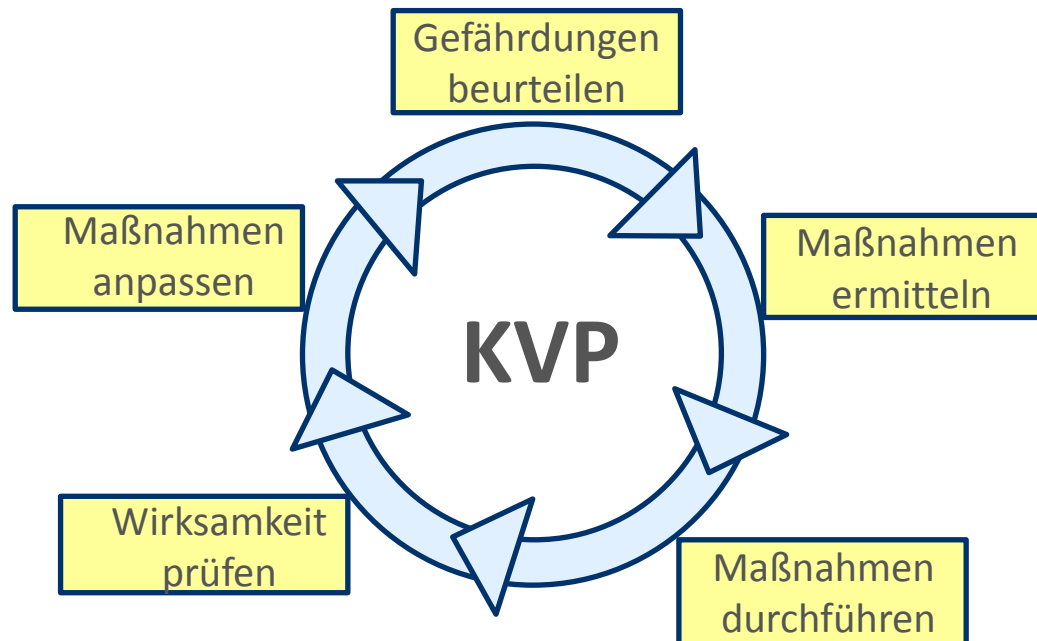 Gefährdungen
beurteilen
Maßnahmen
ermitteln
Maßnahmen
durchführen
Wirksamkeit
prüfen
Maßnahmen
anpassen
KVP